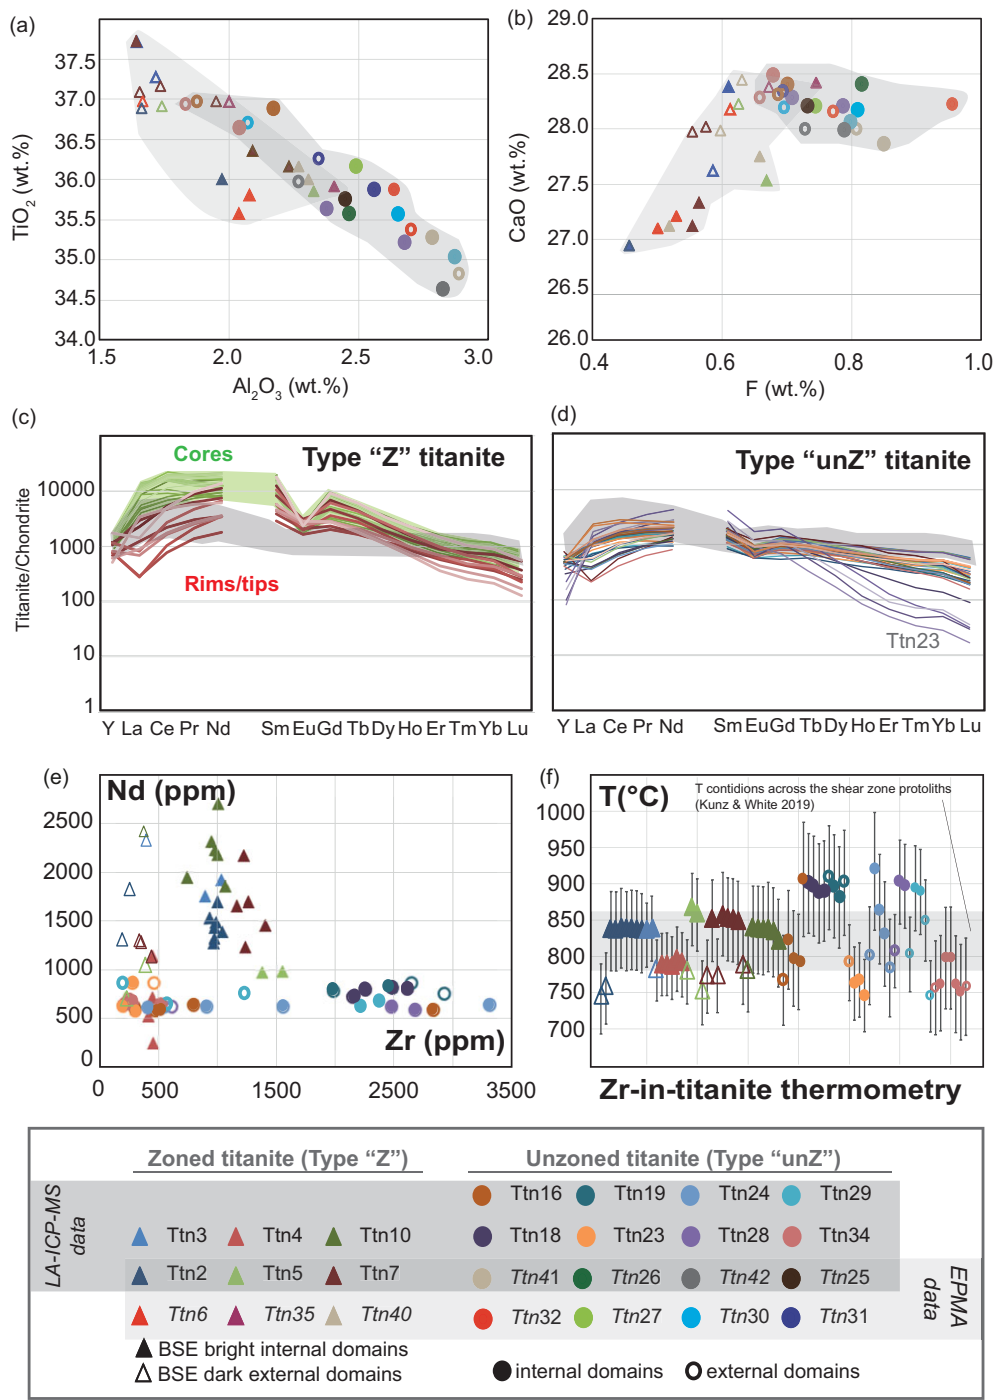 (a)
TiO2 (wt.%)
37.5
37.0
36.5
36.0
35.5
35.0
34.5
34.0
1.5 2.0 2.5 3.0
Al2O3 (wt.%)
(b)
CaO (wt.%)
29.0
28.5
28.0
27.5
27.0
26.5
26.0
0.4 0.6 0.8 1.0
F (wt.%)
(c)
Titanite/Chondrite
10000
1000
100
10
1
Cores
Type “Z” titanite
Rims/tips
Y La Ce Pr Nd Sm Eu Gd Tb Dy Ho Er Tm Yb Lu
(d)
Type “unZ” titanite
Ttn23
Y La Ce Pr Nd Sm Eu Gd Tb Dy Ho Er Tm Yb Lu
(e)
Nd (ppm)
2500
2000
1500
1000
500
0
Zr (ppm)
0 500 1500 1500 2500 2500 3500
(f)
T(°C)
T contidions across the shear zone protoliths
(Kunz & White 2019)
1000
950
900
850
800
750
700
Zr-in-titanite thermometry
Zoned titanite (Type “Z”)
Unzoned titanite (Type “unZ”)
LA-ICP-MS
data
Ttn16 Ttn19 Ttn24 Ttn29
Ttn3 Ttn4 Ttn10 Ttn18 Ttn23 Ttn28 Ttn34
Ttn2 Ttn5 Ttn7 Ttn41 Ttn26 Ttn42 Ttn25
Ttn6 Ttn35 Ttn40 Ttn32 Ttn27 Ttn30 Ttn31
EPMA
data
BSE bright internal domains
BSE dark external domains
internal domains external domains